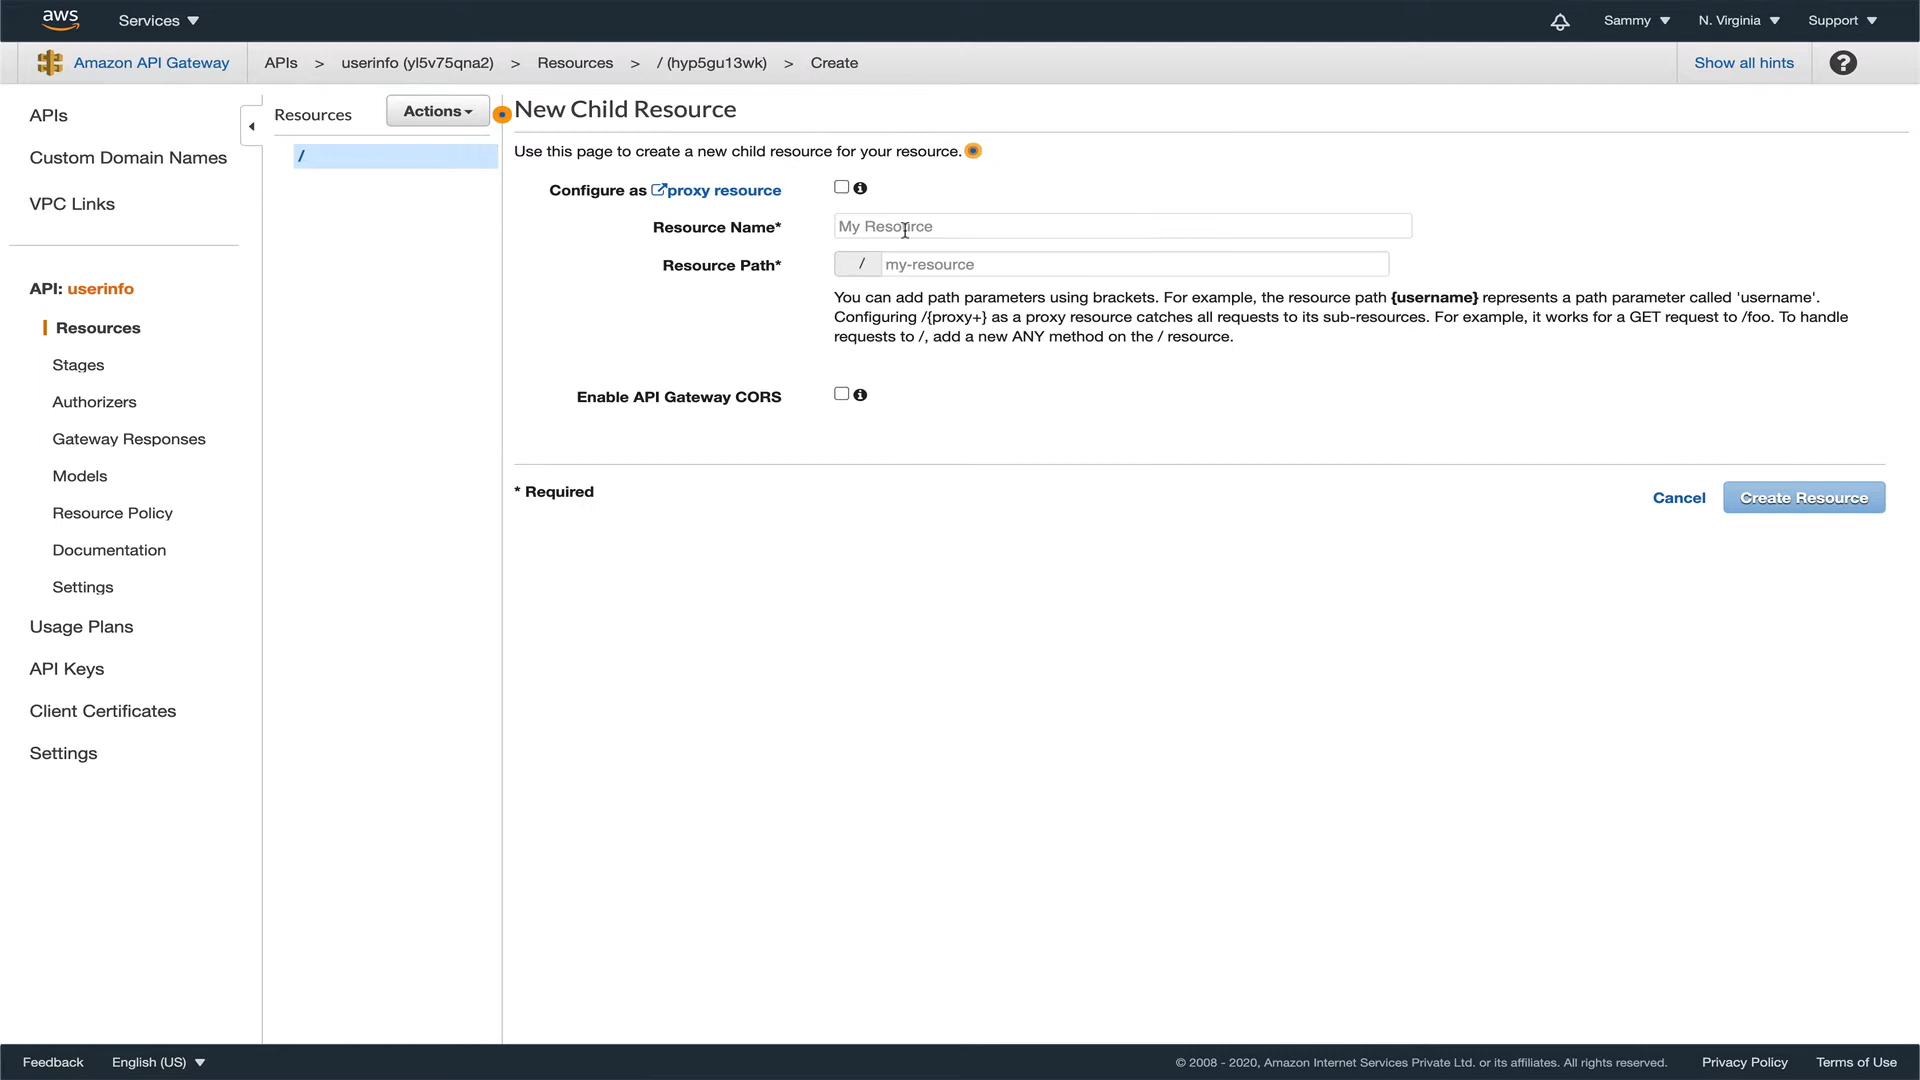 aws Services Sammy N. Virginia Support
Amazon API Gateway APIs > userinfo (yl5v75qna2) > Resources > / (hyp5gu13wk) > Create Show all hints ?
APIs
Custom Domain Names
VPC Links
API: userinfo
Resources
Stages
Authorizers
Gateway Responses
Models
Resource Policy
Documentation
Settings
Usage Plans
API Keys
Client Certificates
Settings
Resources Actions
/
New Child Resource
Use this page to create a new child resource for your resource.
Configure as proxy resource
Resource Name* My Resource
Resource Path* / my-resource
You can add path parameters using brackets. For example, the resource path {username} represents a path parameter called 'username'.
Configuring /{proxy+} as a proxy resource catches all requests to its sub-resources. For example, it works for a GET request to /foo. To handle
requests to /, add a new ANY method on the / resource.
Enable API Gateway CORS
* Required Cancel Create Resource
Feedback English (US) © 2008 - 2020, Amazon Internet Services Private Ltd. or its affiliates. All rights reserved. Privacy Policy Terms of Use